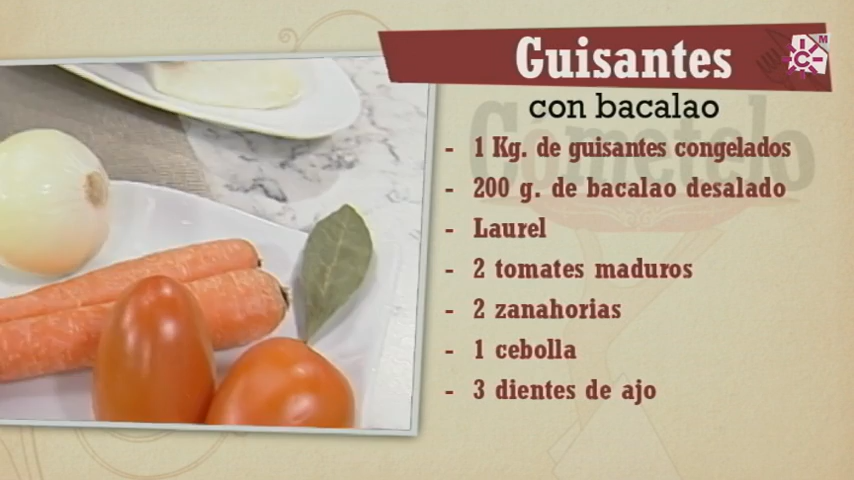 Guisantes
con bacalao
Cómetelo
- 1 Kg. de guisantes congelados
- 200 g. de bacalao desalado
- Laurel
- 2 tomates maduros
- 2 zanahorias
- 1 cebolla
- 3 dientes de ajo
M